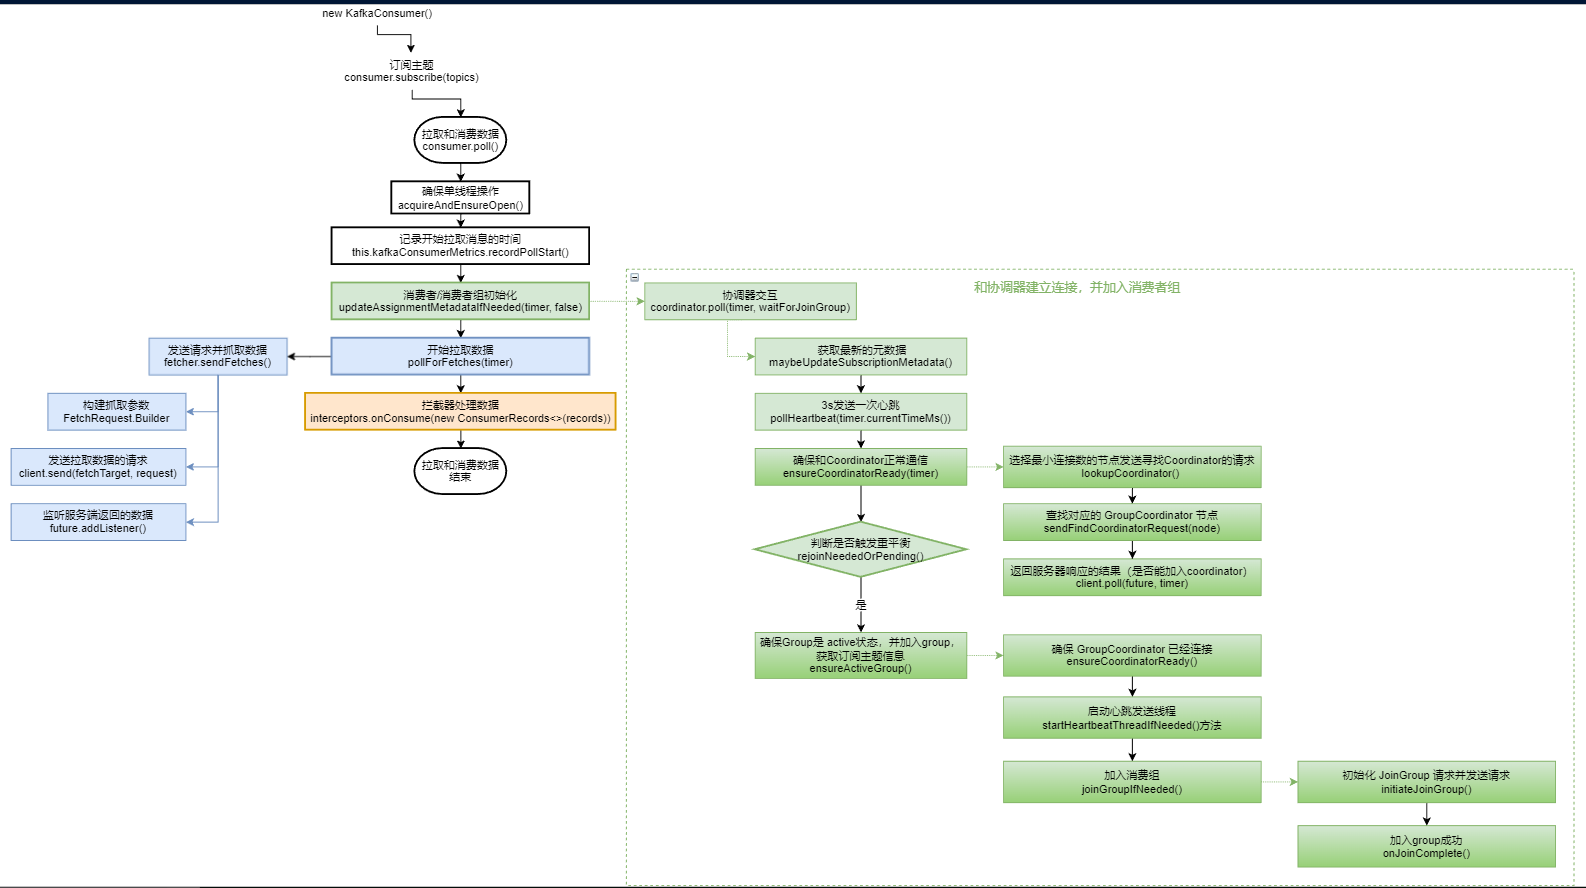 new KafkaConsumer()
订阅主题
consumer.subscribe(topics)
拉取和消费数据
consumer.poll()
确保单线程操作
acquireAndEnsureOpen()
记录开始拉取消息的时间
this.kafkaConsumerMetrics.recordPollStart()
消费者/消费者组初始化
updateAssignmentMetadataIfNeeded(timer, false)
开始拉取数据
pollForFetches(timer)
拦截器处理数据
interceptors.onConsume(new ConsumerRecords<>(records))
拉取和消费数据
结束
发送请求并抓取数据
fetcher.sendFetches()
构建抓取参数
FetchRequest.Builder
发送拉取数据的请求
client.send(fetchTarget, request)
监听服务端返回的数据
future.addListener()
和协调器建立连接，并加入消费者组
协调器交互
coordinator.poll(timer, waitForJoinGroup)
获取最新的元数据
maybeUpdateSubscriptionMetadata()
3s发送一次心跳
pollHeartbeat(timer.currentTimeMs())
确保和Coordinator正常通信
ensureCoordinatorReady(timer)
判断是否触发重平衡
rejoinNeededOrPending()
是
确保Group是 active状态，并加入group，
获取订阅主题信息
ensureActiveGroup()
选择最小连接数的节点发送寻找Coordinator的请求
lookupCoordinator()
查找对应的 GroupCoordinator 节点
sendFindCoordinatorRequest(node)
返回服务器响应的结果（是否能加入coordinator）
client.poll(future, timer)
确保 GroupCoordinator 已经连接
ensureCoordinatorReady()
启动心跳发送线程
startHeartbeatThreadIfNeeded()方法
加入消费组
joinGroupIfNeeded()
初始化 JoinGroup 请求并发送请求
initiateJoinGroup()
加入group成功
onJoinComplete()